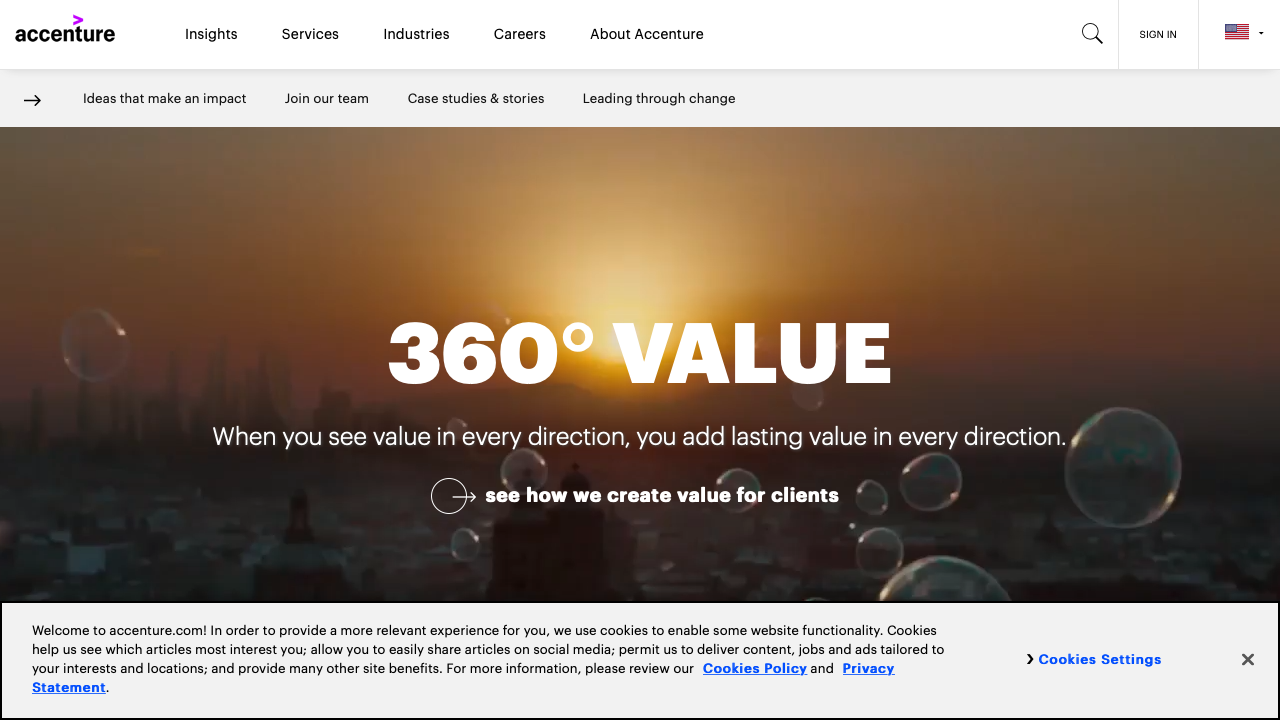 accenture
Insights
Services
Industries
Careers
About Accenture
SIGN IN
Ideas that make an impact
Join our team
Case studies & stories
Leading through change
360° VALUE
When you see value in every direction, you add lasting value in every direction.
see how we create value for clients
Welcome to accenture.com! In order to provide a more relevant experience for you, we use cookies to enable some website functionality. Cookies
help us see which articles most interest you; allow you to easily share articles on social media; permit us to deliver content, jobs and ads tailored to
your interests and locations; and provide many other site benefits. For more information, please review our Cookies Policy and Privacy
Statement.
Cookies Settings